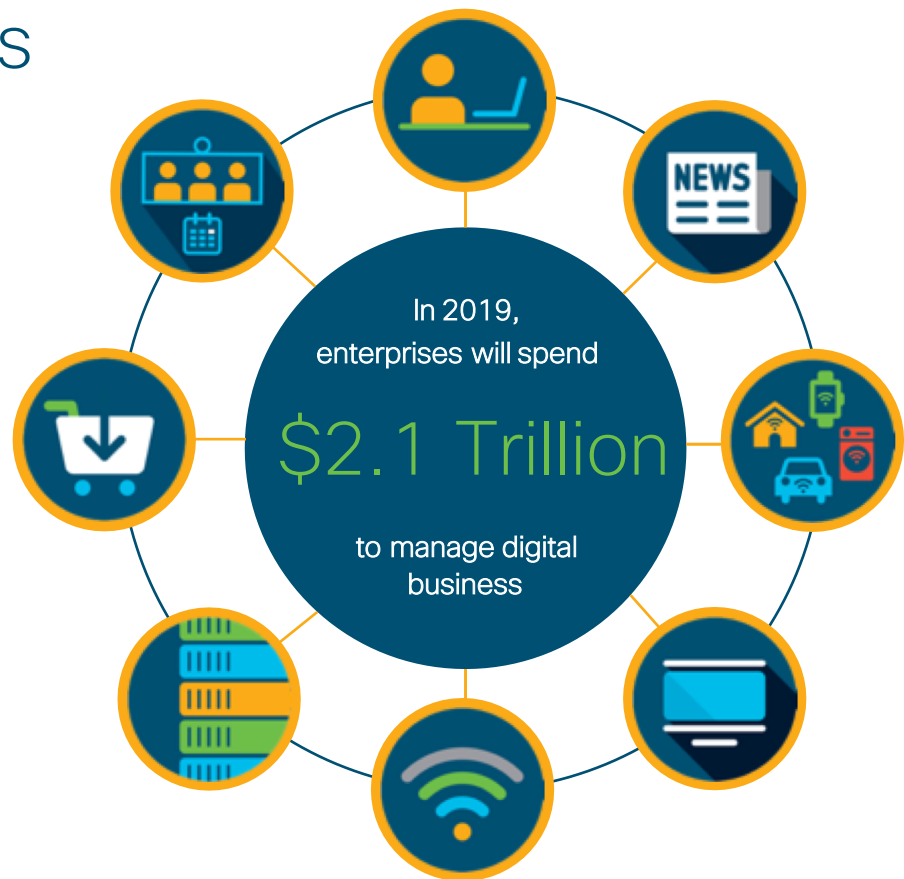 s
NEWS
In 2019,
enterprises will spend
$2.1 Trillion
to manage digital
business